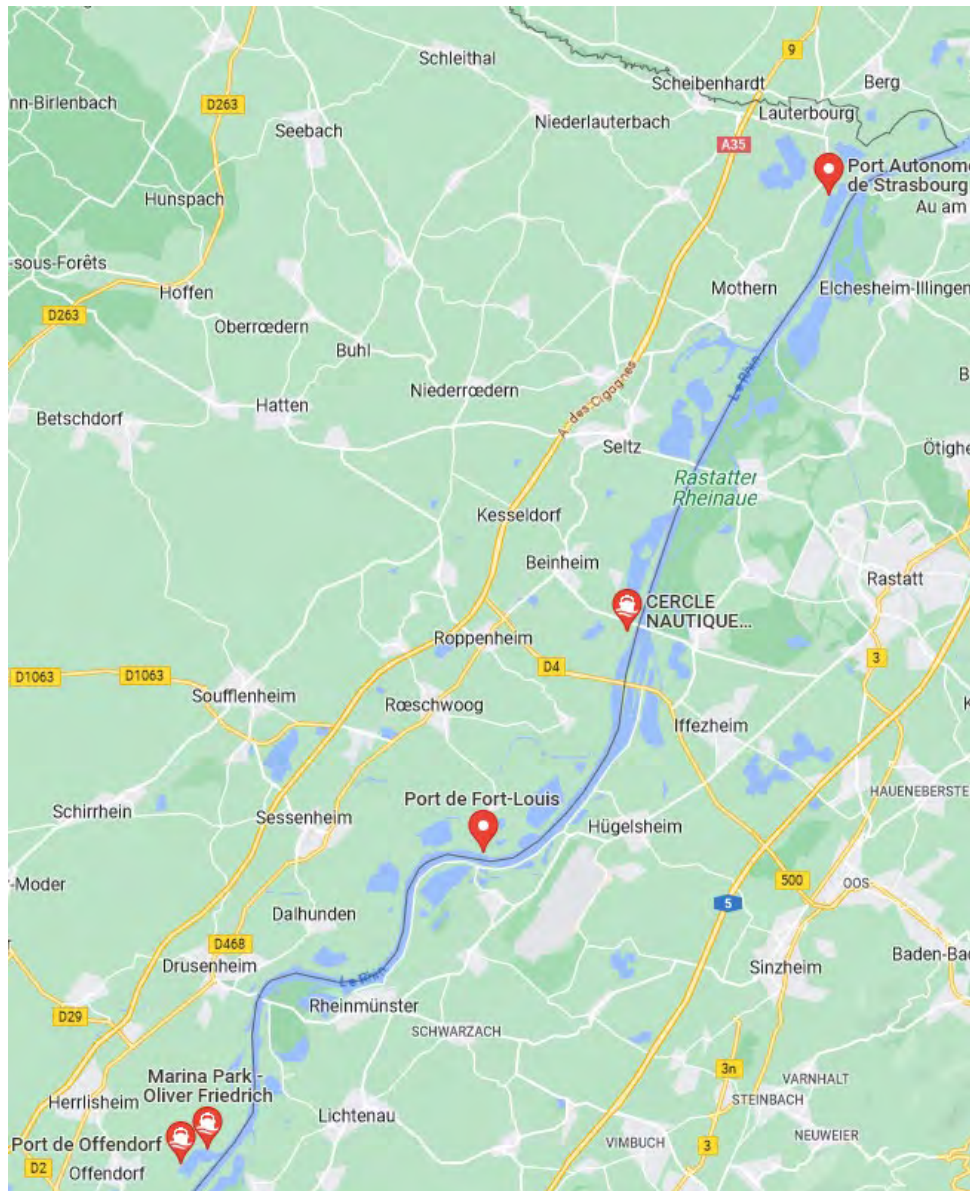 Schleithal
9
Scheibenhardt
Berg
nn-Birlenbach
D263
Seebach
Niederlauterbach
Lauterbourg
A35
Port Autonome
de Strasbourg
Hunspach
Au am
-sous-Forêts
Hoffen
Mothern
Elchesheim-Illingen
D263
Oberrœdern
Buhl
Le Rhin
B
Niederrœdern
Betschdorf
Hatten
A.-des-Cigognes
Seltz
Ötighe
Rastatter
Rheinaue
Kesseldorf
Beinheim
Rastatt
CERCLE
NAUTIQUE...
Roppenheim
3
D4
D1063
D1063
Soufflenheim
Rœschwoog
K
Iffezheim
HAUENEBERSTE
Port de Fort-Louis
Schirrhein
Sessenheim
Hügelsheim
-Moder
500
OOS
5
Dalhunden
r
D468
Drusenheim
Baden-Bad
Sinzheim
Le Rhin
Rheinmünster
D29
SCHWARZACH
3n
Marina Park -
Oliver Friedrich
VARNHALT
Herrlisheim
STEINBACH
Lichtenau
Port de Offendorf
VIMBUCH
3
NEUWEIER
D2
Offendorf